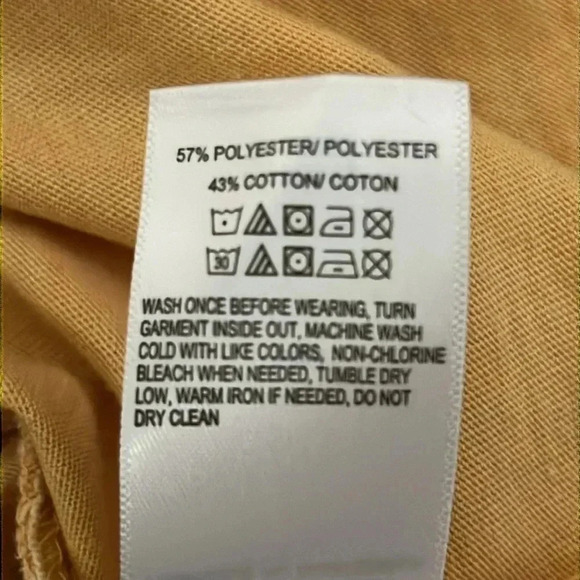 57% POLYESTER/ POLYESTER
43% COTTON/ COTON
30
WASH ONCE BEFORE WEARING, TURN
GARMENT INSIDE OUT, MACHINE WASH
COLD WITH LIKE COLORS, NON-CHLORINE
BLEACH WHEN NEEDED, TUMBLE DRY
LOW, WARM IRON IF NEEDED, DO NOT
DRY CLEAN